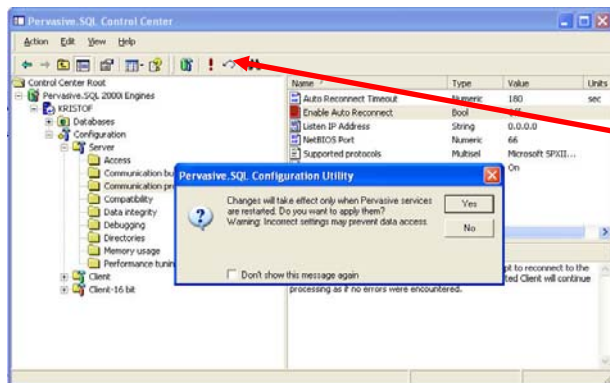 Pervasive.SQL Control Center
Action Edit View Help
Control Center Root
Pervasive.SQL 2000i Engines
KRISTOF
Databases
Configuration
Server
Access
Communication bu
Communication pro
Compatibility
Data integrity
Debugging
Directories
Memory usage
Performance tunin
Client
Client-16 bit
Name Type Value Units
Auto Reconnect Timeout Numeric 180 sec
Enable Auto Reconnect Bool Off
Listen IP Address String 0.0.0.0
NetBIOS Port Numeric 66
Supported protocols Multisel Microsoft SPXII...
On
Pervasive.SQL Configuration Utility
Changes will take effect only when Pervasive services
are restarted. Do you want to apply them?
Warning: Incorrect settings may prevent data access.
Yes
No
Don't show this message again
pt to reconnect to the
ted Client will continue
processing as if no errors were encountered.